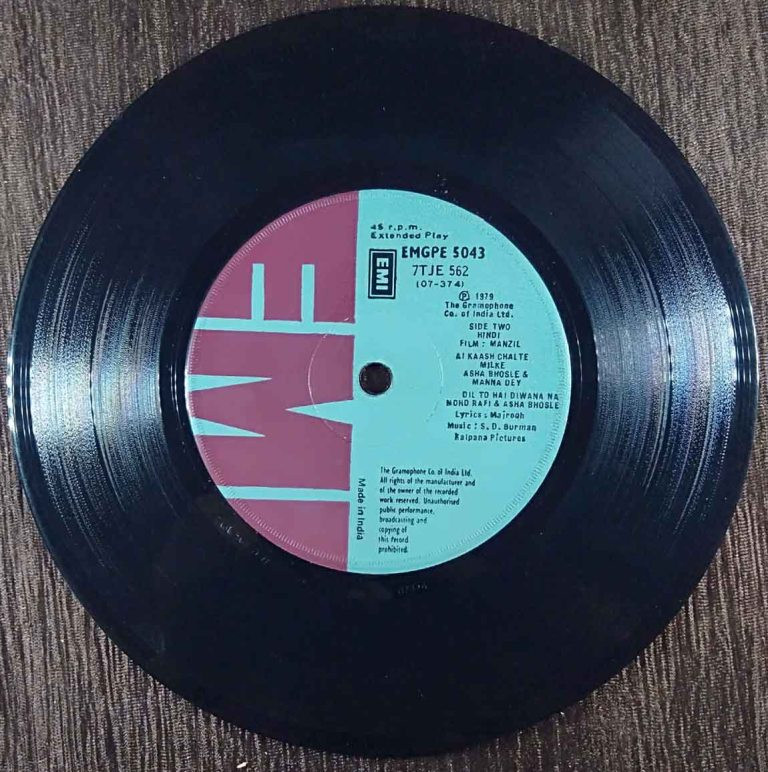 45 r.p.m.
Extended Play
EMI
EMGPE 5043
7TJE 562
(07-374)
℗ 1979
The Gramophone
Co. of India Ltd.
SIDE TWO
HINDI
FILM : MANZIL
AI KAASH CHALTE
MILKE
ASHA BHOSLE &
MANNA DEY
DIL TO HAI DIWANA NA
MOHD RAFI & ASHA BHOSLE
Lyrics : Majrooh
Music : S. D. Burman
Kalpana Pictures
The Gramophone Co. of India Ltd.
All rights of the manufacturer and
of the owner of the recorded
work reserved. Unauthorised
public performance,
broadcasting and
copying of
this record
prohibited.
Made in India
EMI